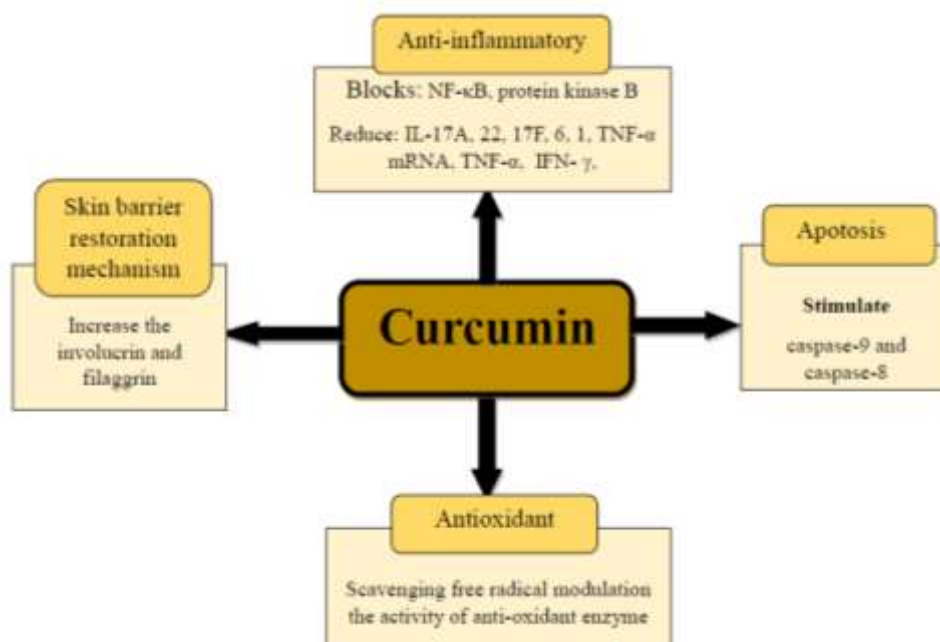 Anti-inflammatory
Blocks: NF-κB, protein kinase B
Reduce: IL-17A, 22, 17F, 6, 1, TNF-α
mRNA, TNF-α, IFN- γ,
Skin barrier
restoration
mechanism
Increase the
involucrin and
filaggrin
Curcumin
Apotosis
Stimulate
caspase-9 and
caspase-8
Antioxidant
Scavenging free radical modulation
the activity of anti-oxidant enzyme